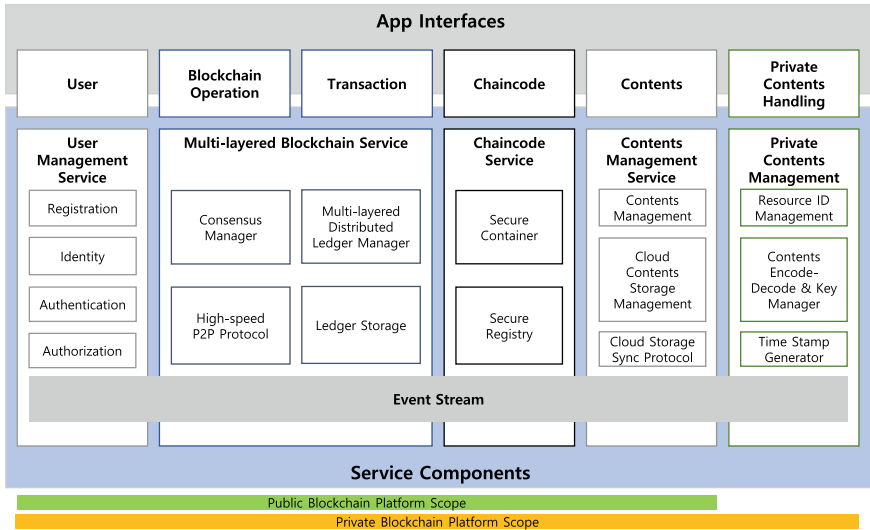 App Interfaces
User
Blockchain
Operation
Transaction
Chaincode
Contents
Private
Contents
Handling
User
Management
Service
Registration
Identity
Authentication
Authorization
Multi-layered Blockchain Service
Consensus
Manager
Multi-layered
Distributed
Ledger Manager
High-speed
P2P Protocol
Ledger Storage
Chaincode
Service
Secure
Container
Secure
Registry
Contents
Management
Service
Contents
Management
Cloud
Contents
Storage
Management
Cloud Storage
Sync Protocol
Private
Contents
Management
Resource ID
Management
Contents
Encode-
Decode & Key
Manager
Time Stamp
Generator
Event Stream
Service Components
Public Blockchain Platform Scope
Private Blockchain Platform Scope